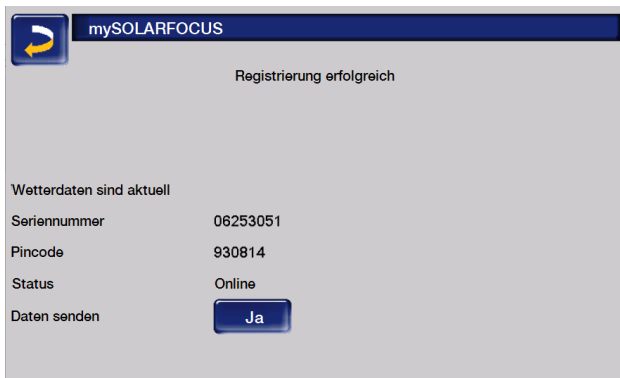 mySOLARFOCUS
Registrierung erfolgreich
Wetterdaten sind aktuell
Seriennummer 06253051
Pincode 930814
Status Online
Daten senden Ja